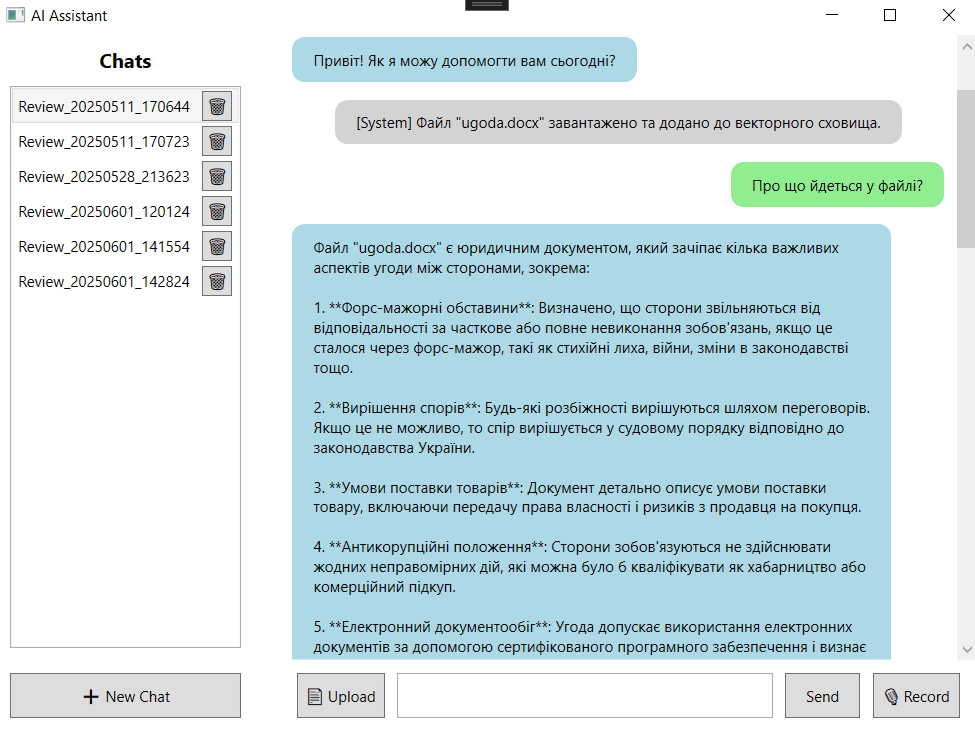 AI Assistant
Chats
Review_20250511_170644
Review_20250511_170723
Review_20250528_213623
Review_20250601_120124
Review_20250601_141554
Review_20250601_142824
New Chat
Привіт! Як я можу допомогти вам сьогодні?
[System] Файл "ugoda.docx" завантажено та додано до векторного сховища.
Про що йдеться у файлі?
Файл "ugoda.docx" є юридичним документом, який зачіпає кілька важливих
аспектів угоди між сторонами, зокрема:
1. **Форс-мажорні обставини**: Визначено, що сторони звільняються від
відповідальності за часткове або повне невиконання зобов'язань, якщо це
сталося через форс-мажор, такі як стихійні лиха, війни, зміни в законодавстві
тощо.
2. **Вирішення спорів**: Будь-які розбіжності вирішуються шляхом переговорів.
Якщо це не можливо, то спір вирішується у судовому порядку відповідно до
законодавства України.
3. **Умови поставки товарів**: Документ детально описує умови поставки
товару, включаючи передачу права власності і ризиків з продавця на покупця.
4. **Антикорупційні положення**: Сторони зобов'язуються не здійснювати
жодних неправомірних дій, які можна було б кваліфікувати як хабарництво або
комерційний підкуп.
5. **Електронний документообіг**: Угода допускає використання електронних
документів за допомогою сертифікованого програмного забезпечення і визнає
Upload
Send
Record